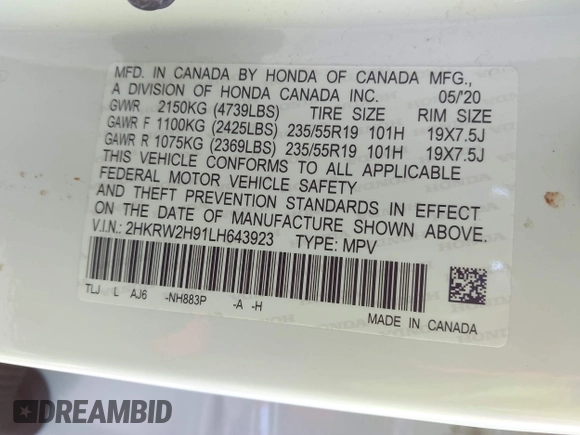 MFD. IN CANADA BY HONDA OF CANADA MFG.,
A DIVISION OF HONDA CANADA INC. 05/'20
GVWR 2150KG (4739LBS) TIRE SIZE RIM SIZE
GAWR F 1100KG (2425LBS) 235/55R19 101H 19X7.5J
GAWR R 1075KG (2369LBS) 235/55R19 101H 19X7.5J
THIS VEHICLE CONFORMS TO ALL APPLICABLE
FEDERAL MOTOR VEHICLE SAFETY
AND THEFT PREVENTION STANDARDS IN EFFECT
ON THE DATE OF MANUFACTURE SHOWN ABOVE.
V.I.N.: 2HKRW2H91LH643923 TYPE: MPV
TLJ L AJ6 -NH883P -A -H
MADE IN CANADA
DREAMBID